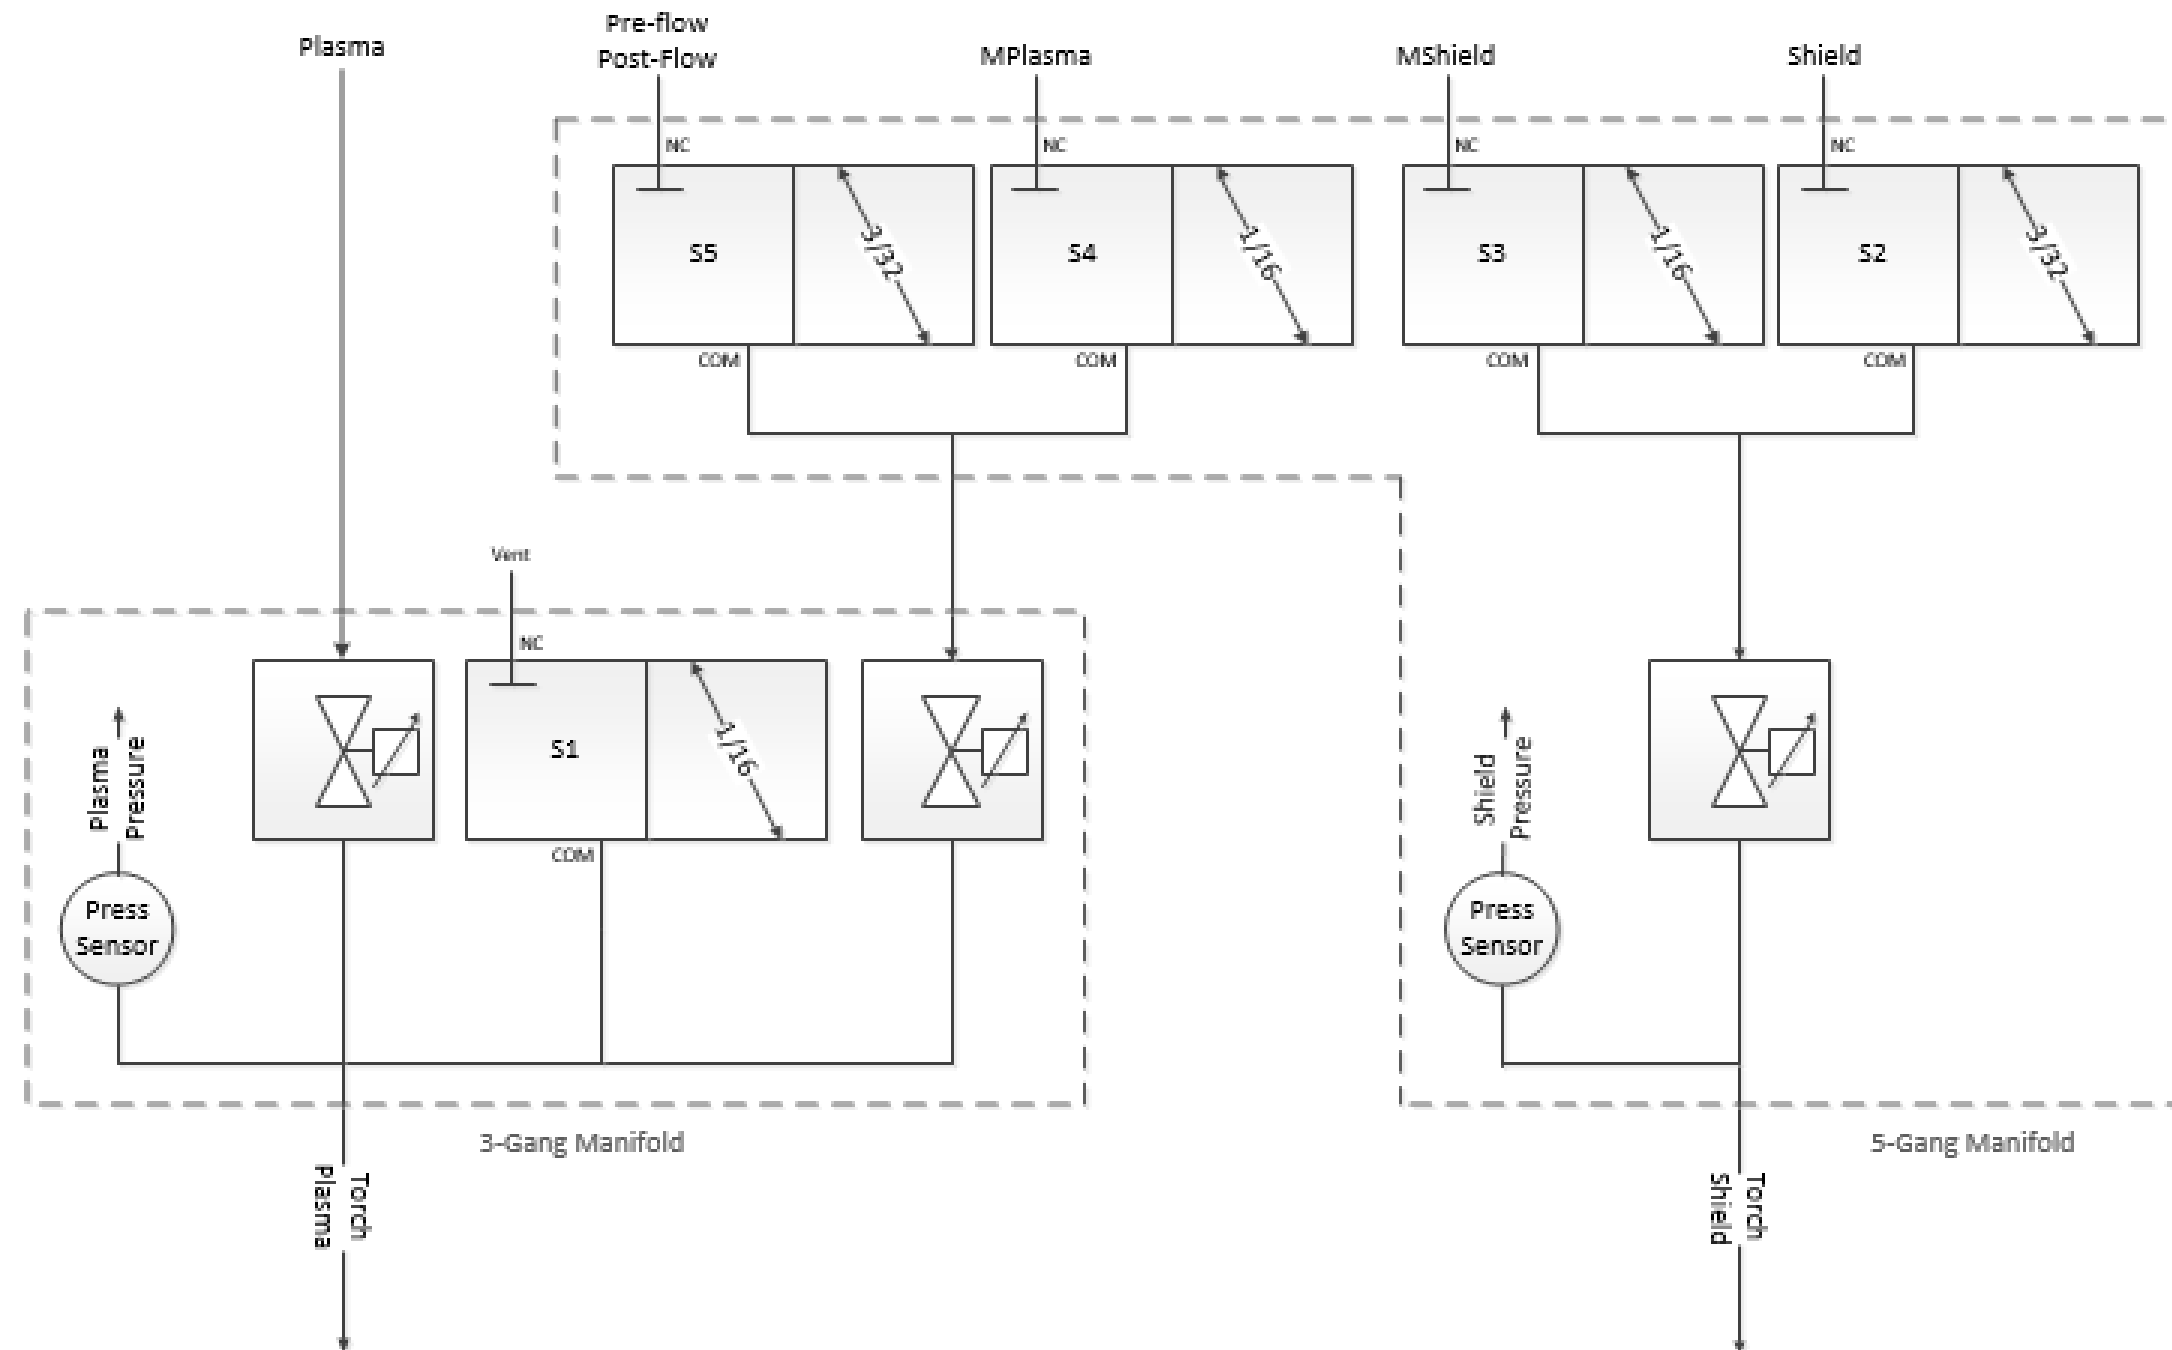 Pre-flow
Post-Flow
Plasma
MPlasma
MShield
Shield
NC
NC
NC
NC
S5
3/32
S4
1/16
S3
1/16
S2
3/32
COM
COM
COM
COM
Vent
NC
Plasma
Pressure
S1
1/16
Shield
Pressure
COM
Press
Sensor
Press
Sensor
3-Gang Manifold
5-Gang Manifold
Torch
Plasma
Torch
Shield